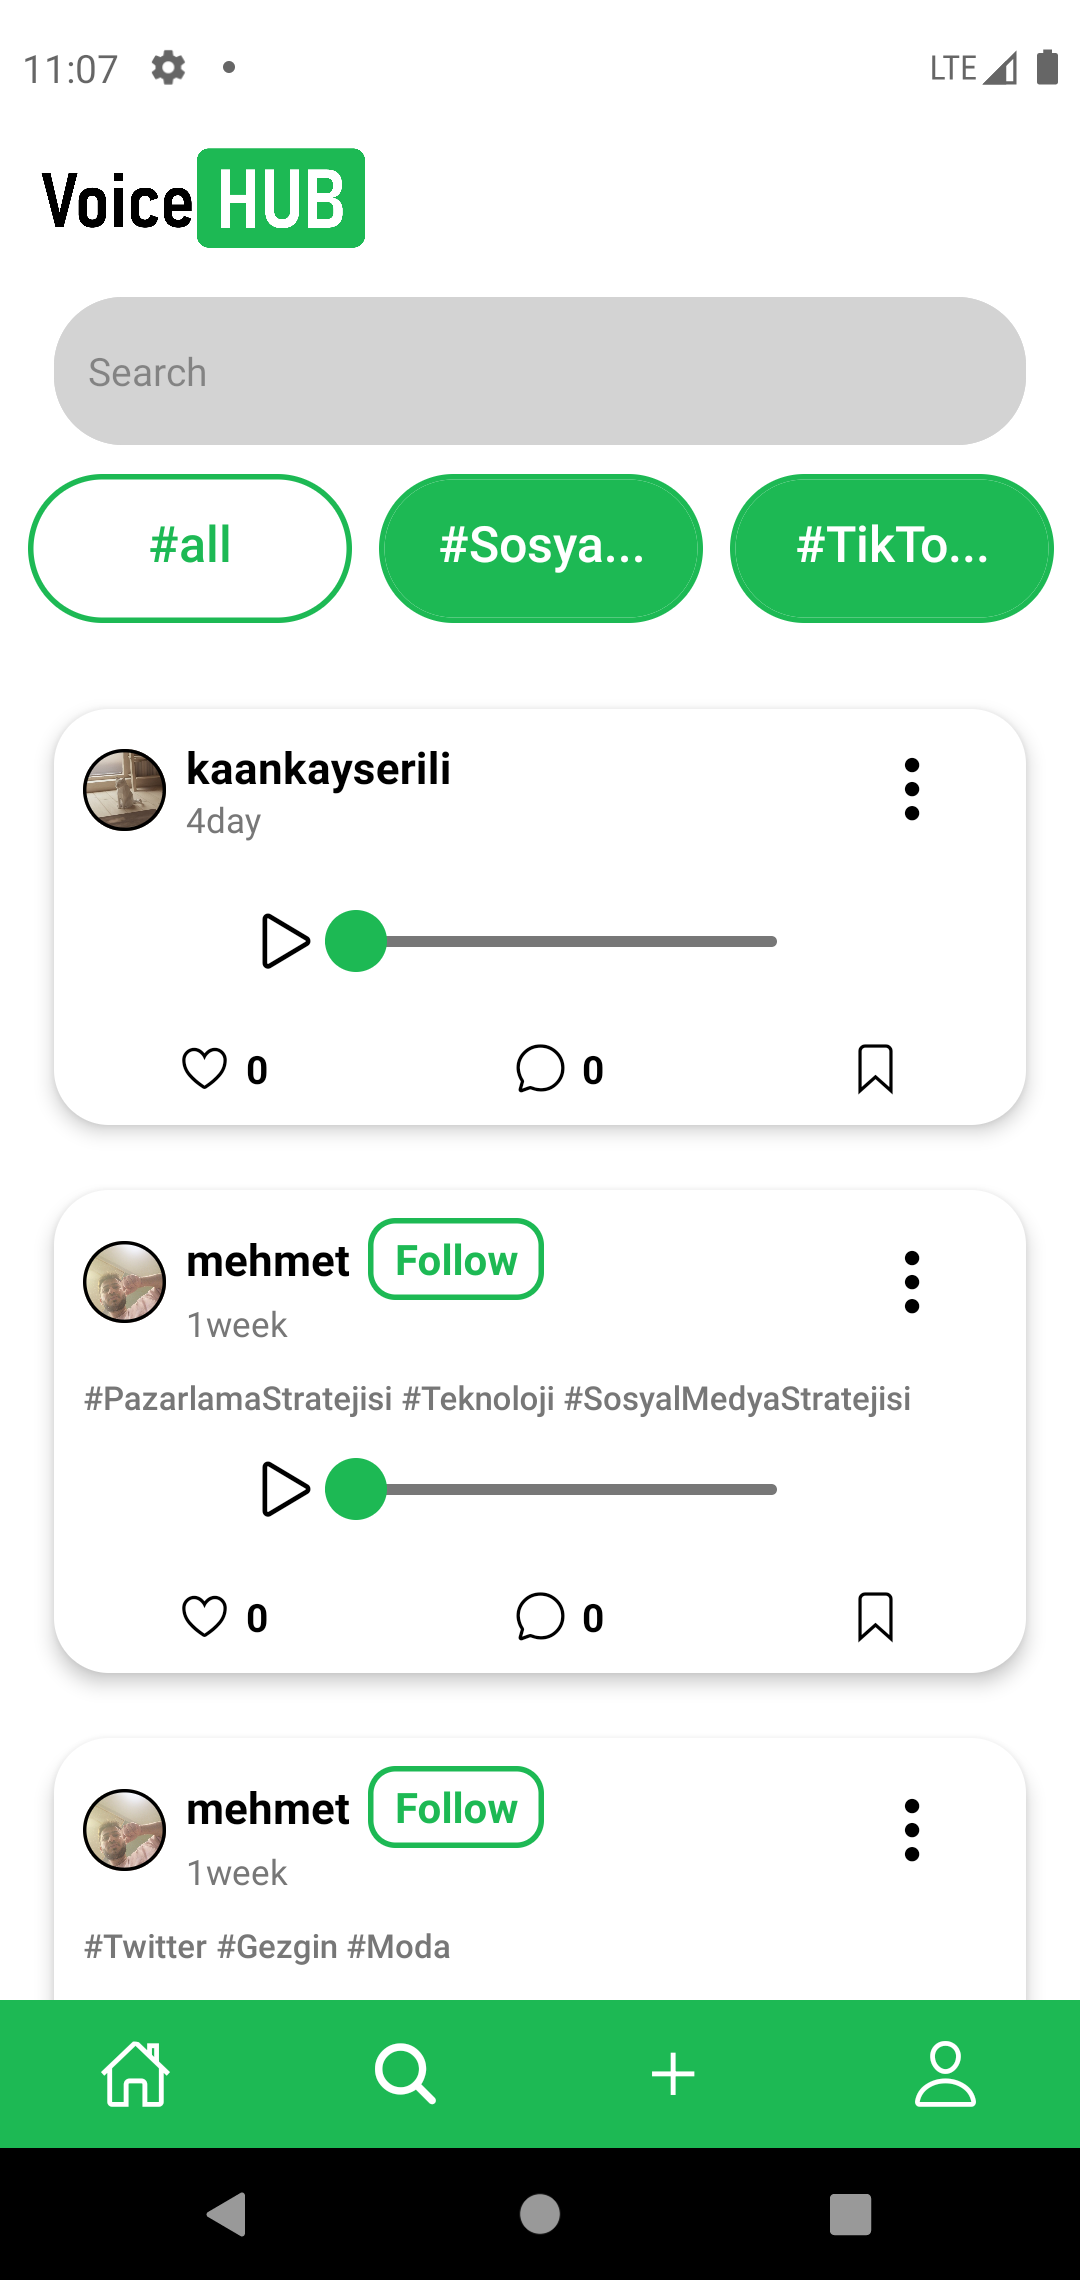 11:07 LTE
Voice HUB
Search
#all #Sosya... #TikTo...
kaankayserili
4day
0 0
mehmet Follow
1week
#PazarlamaStratejisi #Teknoloji #SosyalMedyaStratejisi
0 0
mehmet Follow
1week
#Twitter #Gezgin #Moda